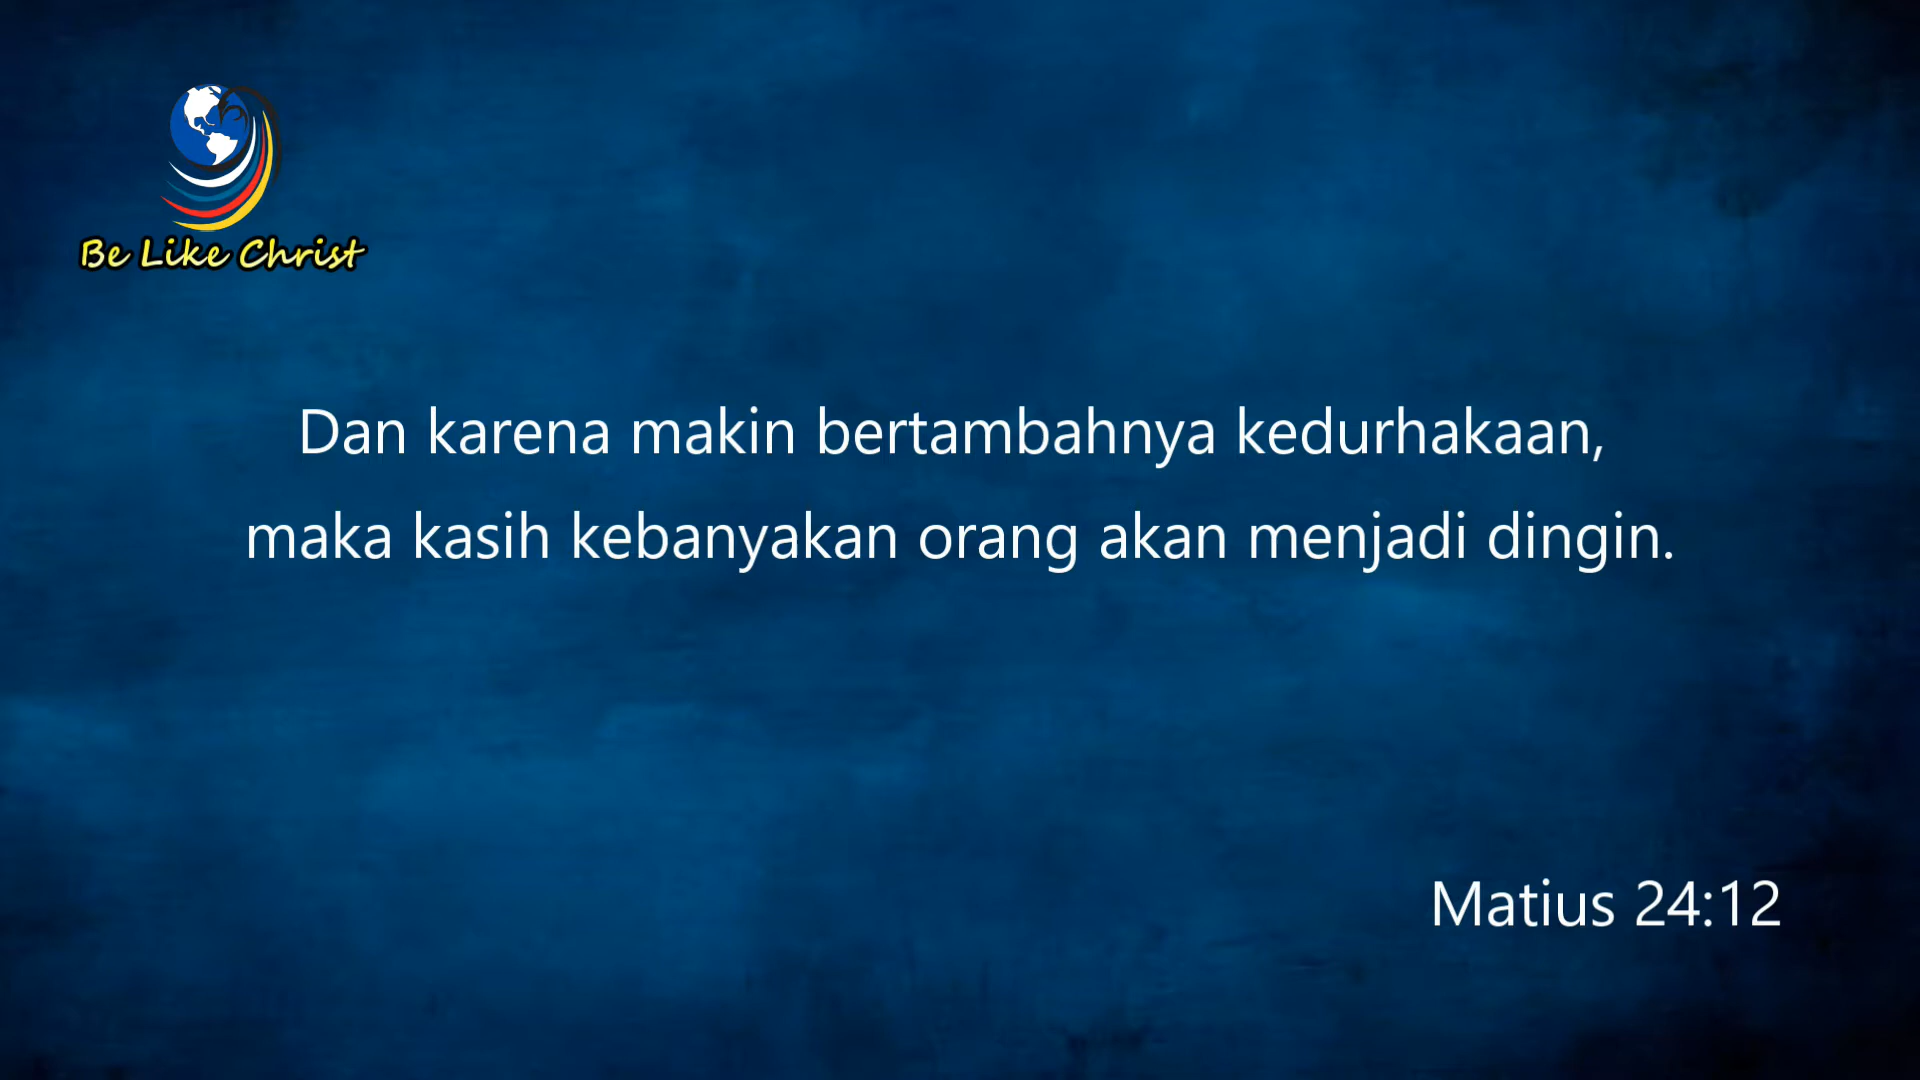 Be Like Christ
Dan karena makin bertambahnya kedurhakaan,
maka kasih kebanyakan orang akan menjadi dingin.
Matius 24:12